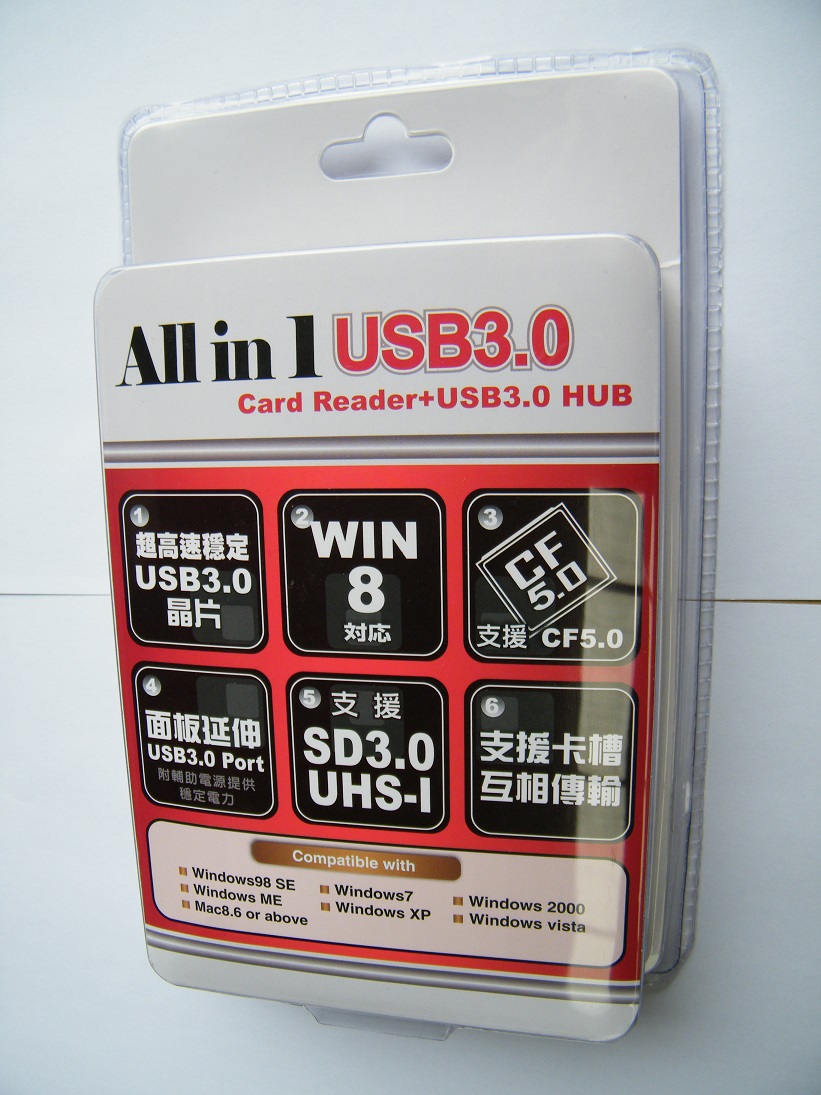 All in 1 USB3.0
Card Reader+USB3.0 HUB
1
超高速穩定
USB3.0
晶片
2
WIN
8
対応
3
CF
5.0
支援 CF5.0
4
面板延伸
USB3.0 Port
附輔助電源提供
穩定電力
5
支援
SD3.0
UHS-I
6
支援卡槽
互相傳輸
Compatible with
Windows98 SE
Windows ME
Mac8.6 or above
Windows7
Windows XP
Windows 2000
Windows vista